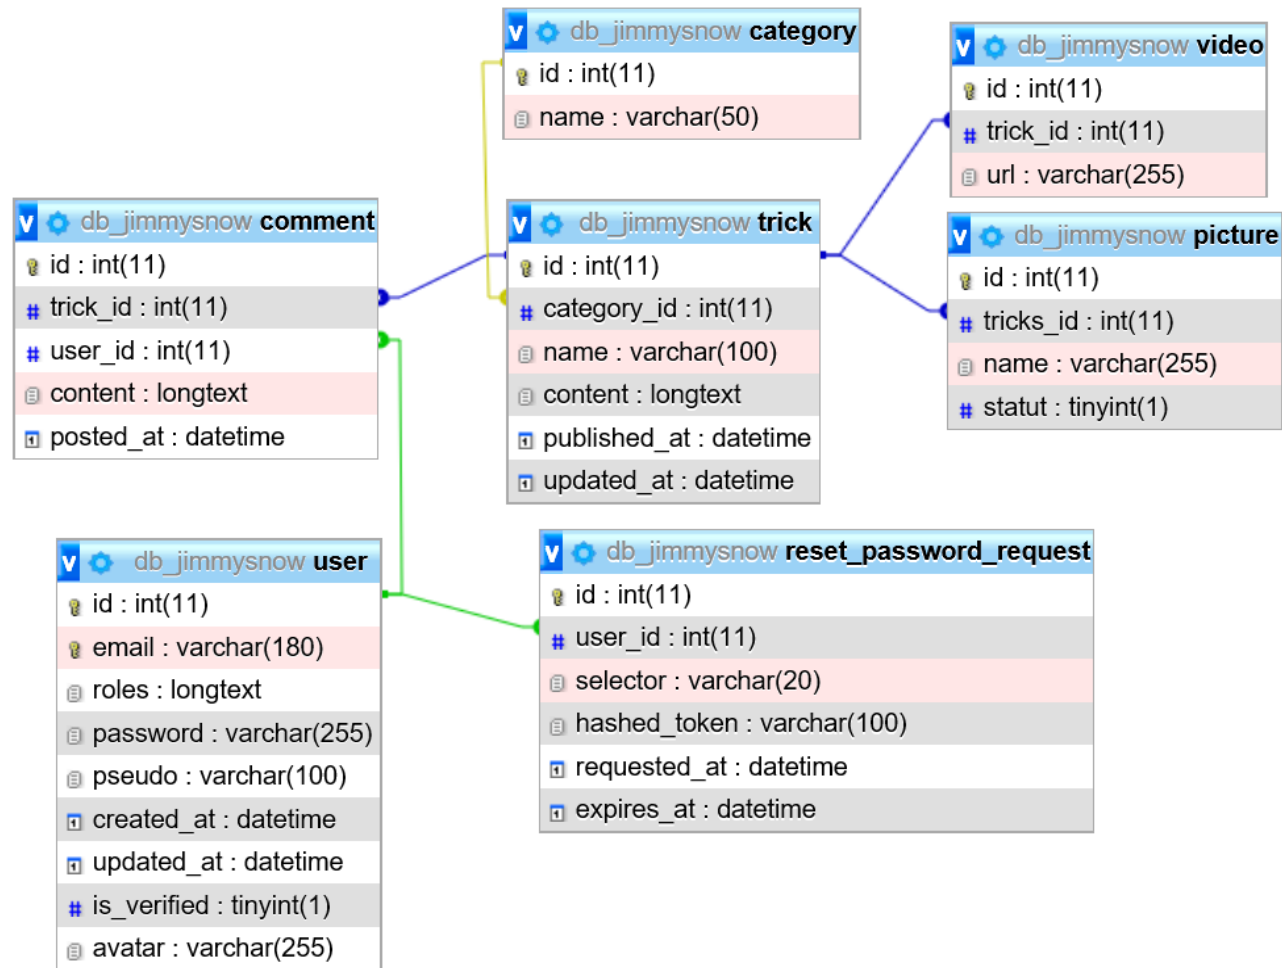 v db_jimmysnow category
id : int(11)
name : varchar(50)
v db_jimmysnow video
id : int(11)
# trick_id : int(11)
url : varchar(255)
v db_jimmysnow comment
id : int(11)
# trick_id : int(11)
# user_id : int(11)
content : longtext
posted_at : datetime
v db_jimmysnow trick
id : int(11)
# category_id : int(11)
name : varchar(100)
content : longtext
published_at : datetime
updated_at : datetime
v db_jimmysnow picture
id : int(11)
# tricks_id : int(11)
name : varchar(255)
# statut : tinyint(1)
v db_jimmysnow user
id : int(11)
email : varchar(180)
roles : longtext
password : varchar(255)
pseudo : varchar(100)
created_at : datetime
updated_at : datetime
# is_verified : tinyint(1)
avatar : varchar(255)
v db_jimmysnow reset_password_request
id : int(11)
# user_id : int(11)
selector : varchar(20)
hashed_token : varchar(100)
requested_at : datetime
expires_at : datetime